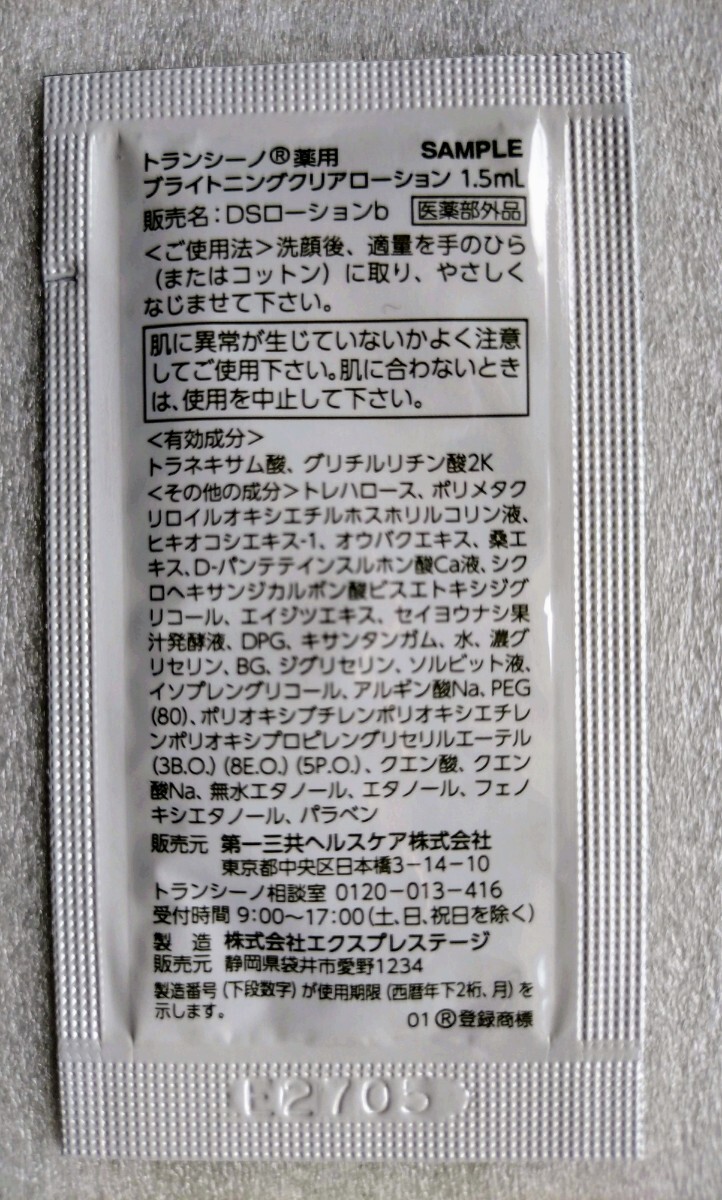 トランシーノ®薬用 SAMPLE
ブライトニングクリアローション 1.5mL
販売名：DSローションb 医薬部外品
＜ご使用法＞洗顔後、適量を手のひら
（またはコットン）に取り、やさしく
なじませて下さい。
肌に異常が生じていないかよく注意
してご使用下さい。肌に合わないとき
は、使用を中止して下さい。
＜有効成分＞
トラネキサム酸、グリチルリチン酸2K
＜その他の成分＞トレハロース、ポリメタク
リロイルオキシエチルホスホリルコリン液、
ヒキオコシエキス-1、オウバクエキス、桑エ
キス、D-パンテテインスルホン酸Ca液、シク
ロヘキサンジカルボン酸ビスエトキシジグ
リコール、エイジツエキス、セイヨウナシ果
汁発酵液、DPG、キサンタンガム、水、濃グ
リセリン、BG、ジグリセリン、ソルビット液、
イソプレングリコール、アルギン酸Na、PEG
(80)、ポリオキシブチレンポリオキシエチレ
ンポリオキシプロピレングリセリルエーテル
(3B.O.) (8E.O.) (5P.O.)、クエン酸、クエン
酸Na、無水エタノール、エタノール、フェノ
キシエタノール、パラベン
販売元 第一三共ヘルスケア株式会社
東京都中央区日本橋3−14−10
トランシーノ相談室 0120−013−416
受付時間 9:00〜17:00（土、日、祝日を除く）
製造 株式会社エクスプレステージ
販売元 静岡県袋井市愛野1234
製造番号（下段数字）が使用期限（西暦年下2桁、月）を
示します。
01 ®登録商標
E2705